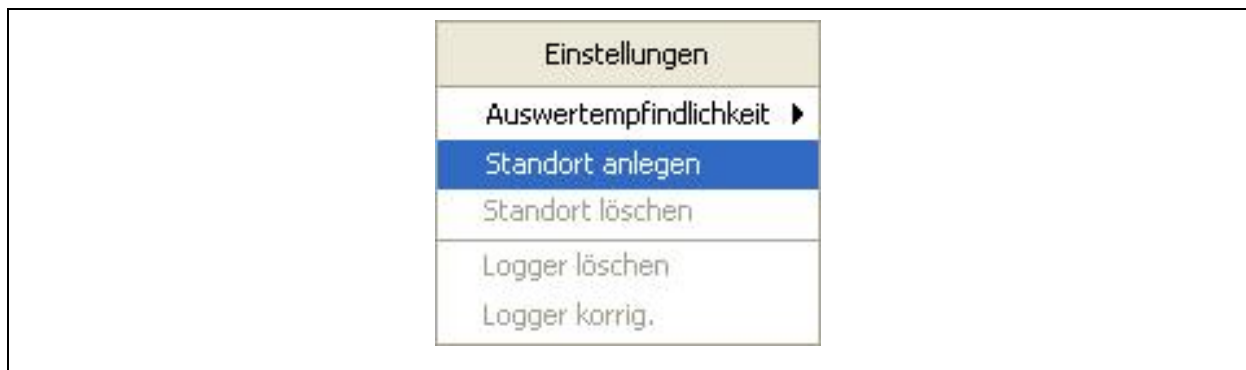 Einstellungen
Auswertempfindlichkeit
Standort anlegen
Standort löschen
Logger löschen
Logger korrig.